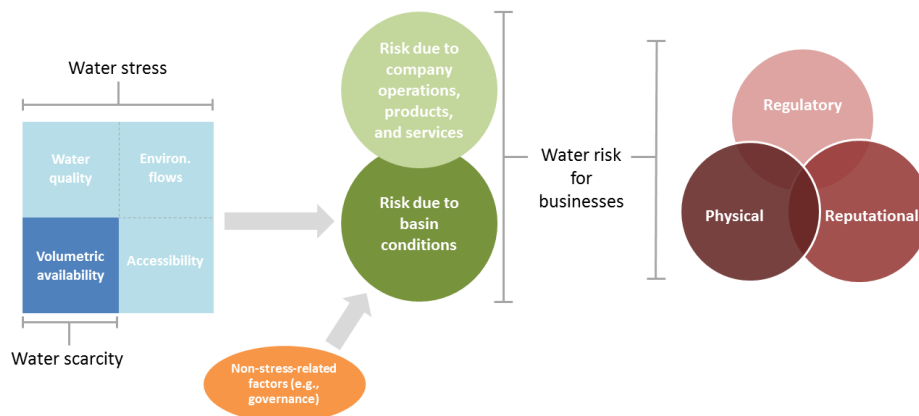 Water stress
Water
quality
Environ.
flows
Volumetric
availability
Accessibility
Water scarcity
Non-stress-related
factors (e.g.,
governance)
Risk due to
company
operations,
products,
and services
Risk due to
basin
conditions
Water risk
for
businesses
Regulatory
Physical
Reputational